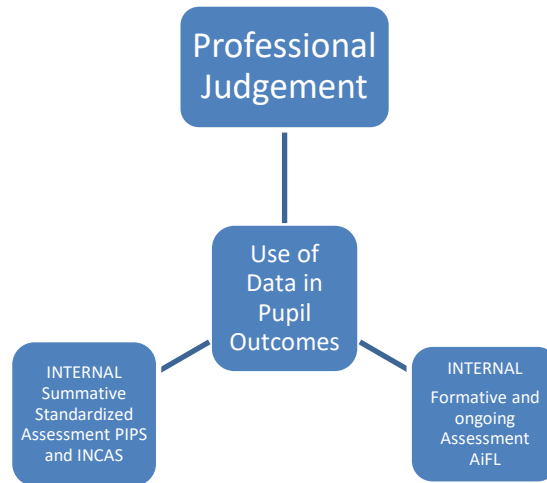 Professional
Judgement
Use of
Data in
Pupil
Outcomes
INTERNAL
Summative
Standardized
Assessment PIPS
and INCAS
INTERNAL
Formative and
ongoing
Assessment
AiFL